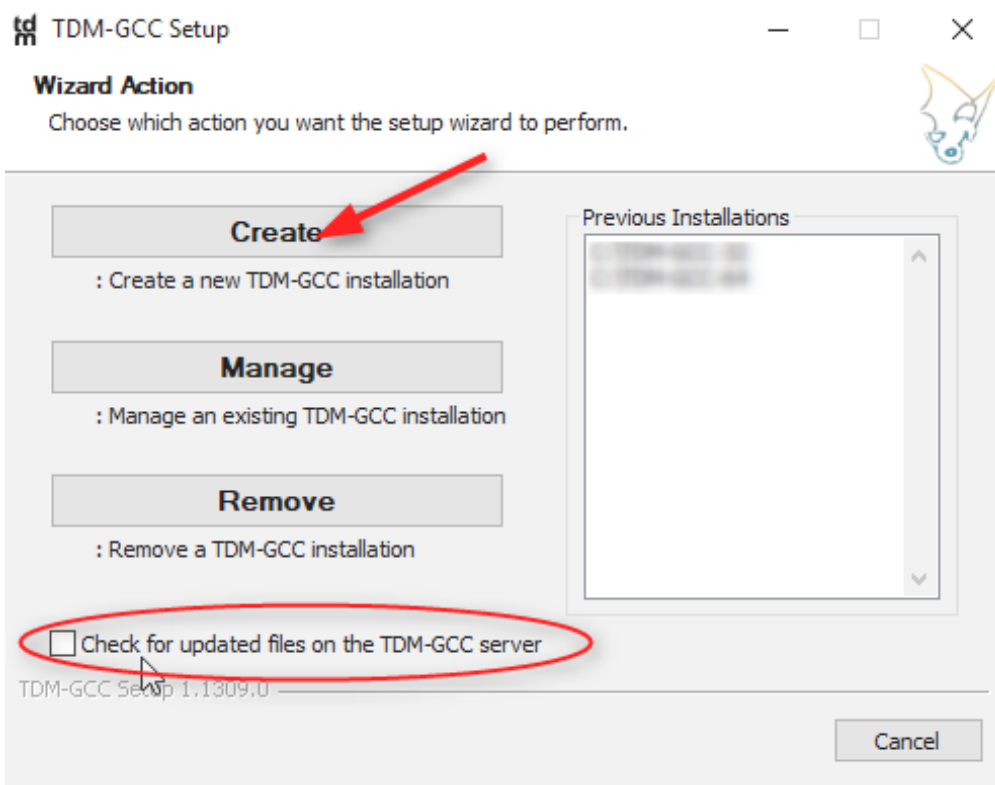 tdm TDM-GCC Setup
Wizard Action
Choose which action you want the setup wizard to perform.
Create
: Create a new TDM-GCC installation
Manage
: Manage an existing TDM-GCC installation
Remove
: Remove a TDM-GCC installation
Previous Installations
Check for updated files on the TDM-GCC server
TDM-GCC Setup 1.1309.0
Cancel